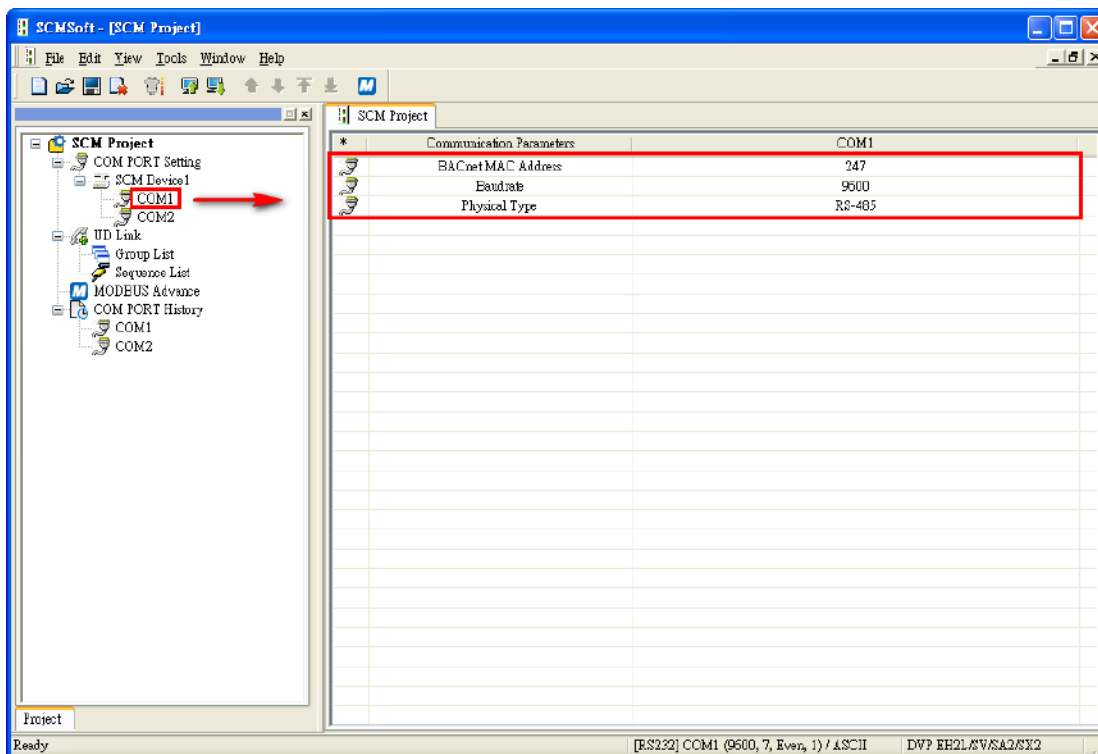 SCMSoft - [SCM Project]
File Edit View Tools Window Help
SCM Project
COM PORT Setting
SCM Device1
COM1
COM2
UD Link
Group List
Sequence List
MODBUS Advance
COM PORT History
COM1
COM2
Project
SCM Project
* Communication Parameters COM1
BACnet MAC Address 247
Baudrate 9600
Physical Type RS-485
Ready [RS232] COM1 (9600, 7, Even, 1) / ASCII DVP EH2L/SV/SA2/SX2